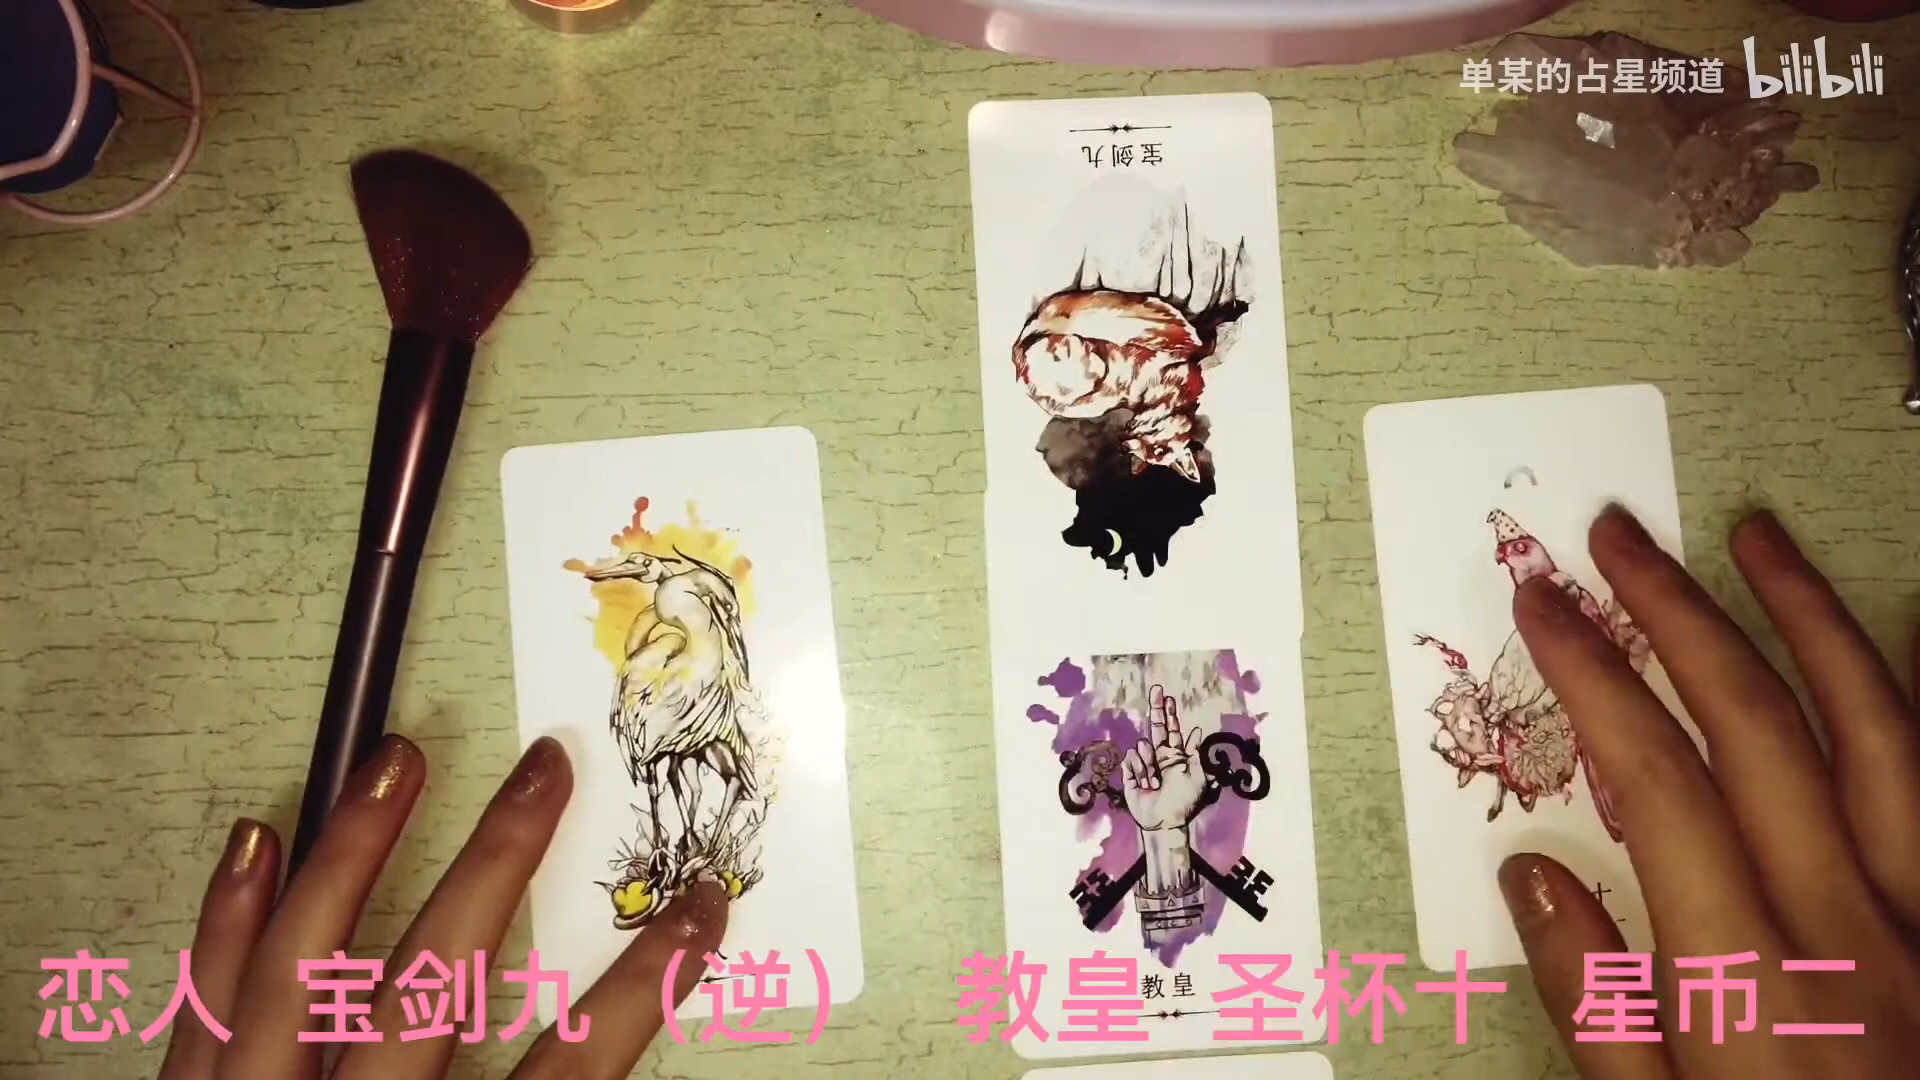 单某的占星频道 bilibili
宝剑九
教皇
恋人 宝剑九（逆） 教皇 圣杯十 星币二